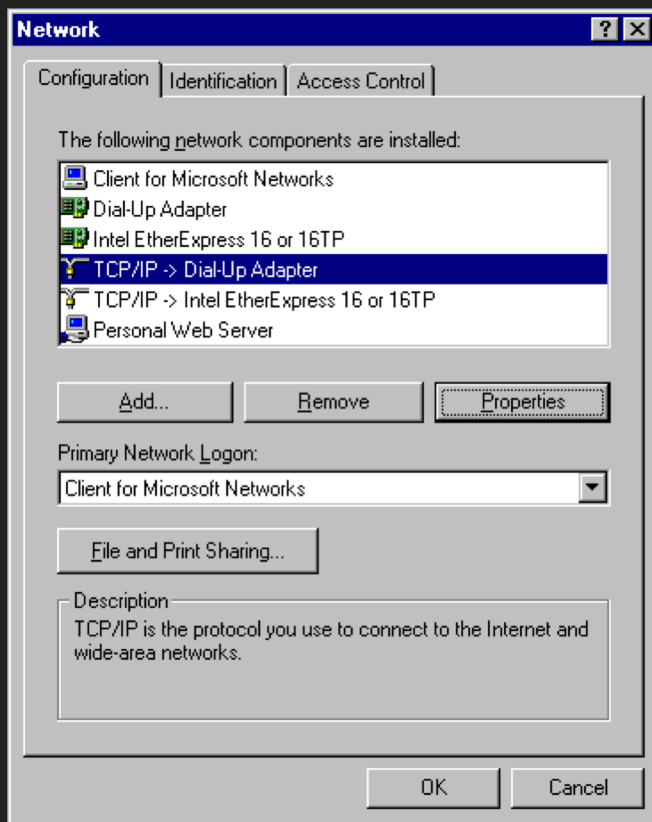 Network
Configuration
Identification
Access Control
The following network components are installed:
Client for Microsoft Networks
Dial-Up Adapter
Intel EtherExpress 16 or 16TP
TCP/IP -> Dial-Up Adapter
TCP/IP -> Intel EtherExpress 16 or 16TP
Personal Web Server
Add...
Remove
Properties
Primary Network Logon:
Client for Microsoft Networks
File and Print Sharing...
Description
TCP/IP is the protocol you use to connect to the Internet and
wide-area networks.
OK
Cancel